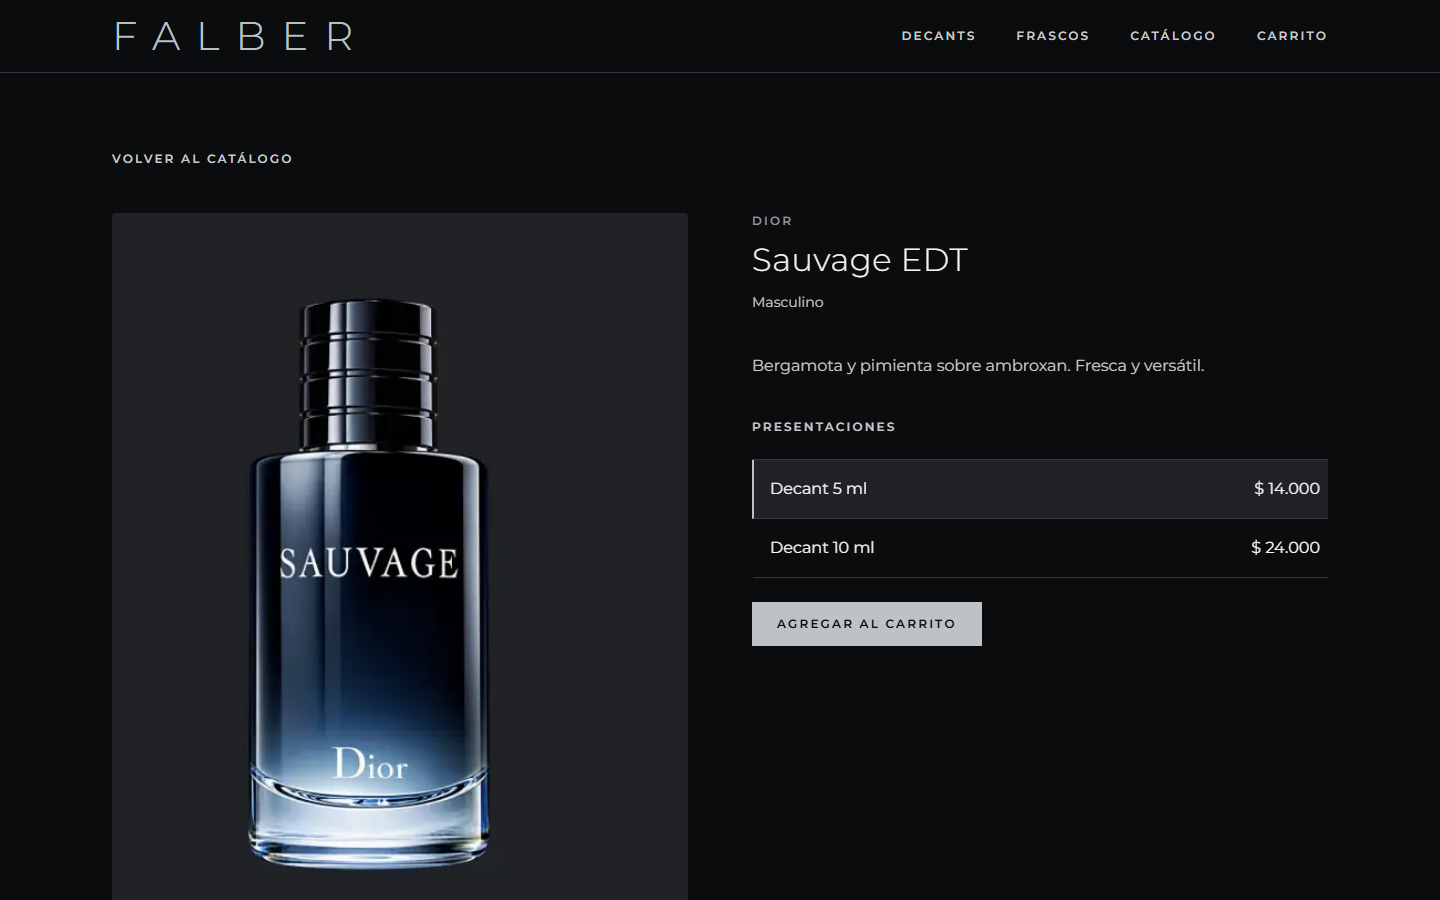 FALBER
DECANTS
FRASCOS
CATÁLOGO
CARRITO
VOLVER AL CATÁLOGO
SAUVAGE
Dior
DIOR
Sauvage EDT
Masculino
Bergamota y pimienta sobre ambroxan. Fresca y versátil.
PRESENTACIONES
Decant 5 ml $ 14.000
Decant 10 ml $ 24.000
AGREGAR AL CARRITO